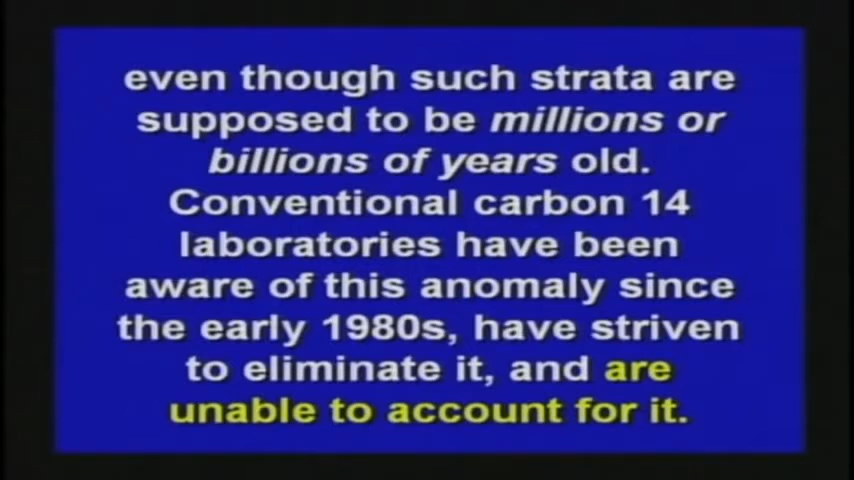 even though such strata are
supposed to be millions or
billions of years old.
Conventional carbon 14
laboratories have been
aware of this anomaly since
the early 1980s, have striven
to eliminate it, and are
unable to account for it.